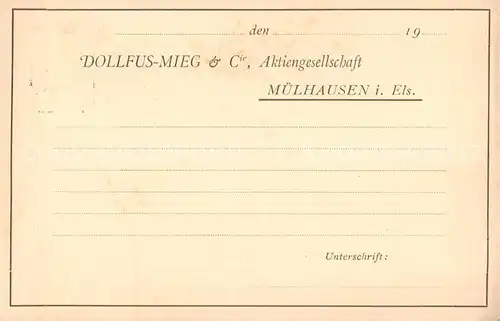 den 19
DOLLFUS-MIEG & Cie, Aktiengesellschaft
MÜLHAUSEN i. Els.
Unterschrift: